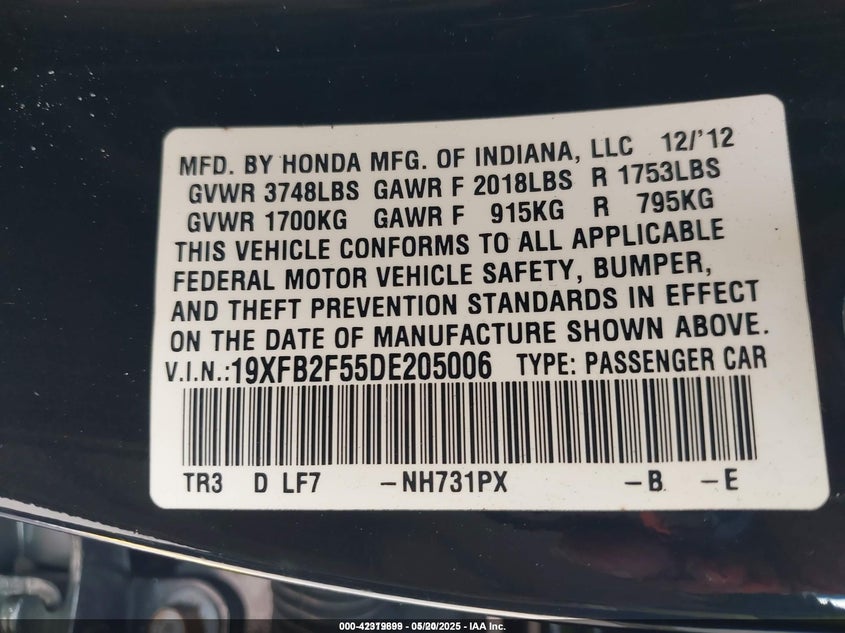 MFD. BY HONDA MFG. OF INDIANA, LLC 12/'12
GVWR 3748LBS GAWR F 2018LBS R 1753LBS
GVWR 1700KG GAWR F 915KG R 795KG
THIS VEHICLE CONFORMS TO ALL APPLICABLE
FEDERAL MOTOR VEHICLE SAFETY, BUMPER,
AND THEFT PREVENTION STANDARDS IN EFFECT
ON THE DATE OF MANUFACTURE SHOWN ABOVE.
V.I.N.:19XFB2F55DE205006 TYPE: PASSENGER CAR
TR3 D LF7 -NH731PX -B -E
000-42319899 05/20/2025 - IAA Inc.